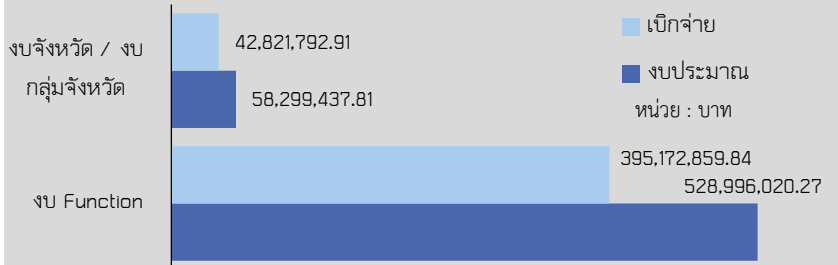 งบจังหวัด / งบ
กลุ่มจังหวัด
42,821,792.91
58,299,437.81
เบิกจ่าย
งบประมาณ
หน่วย : บาท
งบ Function
395,172,859.84
528,996,020.27